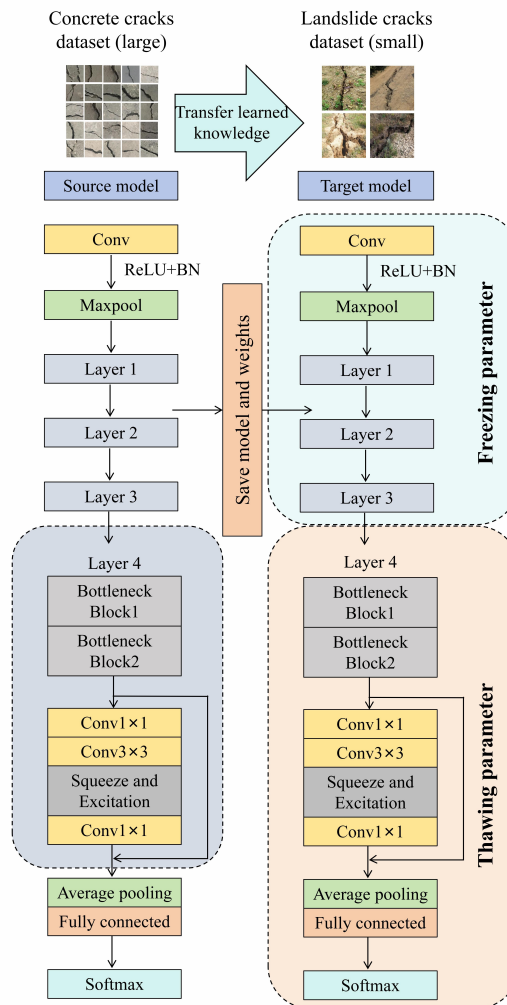 Concrete cracks
dataset (large)
Landslide cracks
dataset (small)
Transfer learned
knowledge
Source model
Target model
Conv
ReLU+BN
Maxpool
Layer 1
Layer 2
Layer 3
Layer 4
Bottleneck
Block1
Bottleneck
Block2
Conv1×1
Conv3×3
Squeeze and
Excitation
Conv1×1
Average pooling
Fully connected
Softmax
Save model and weights
Conv
ReLU+BN
Maxpool
Layer 1
Layer 2
Layer 3
Freezing parameter
Layer 4
Bottleneck
Block1
Bottleneck
Block2
Conv1×1
Conv3×3
Squeeze and
Excitation
Conv1×1
Average pooling
Fully connected
Softmax
Thawing parameter